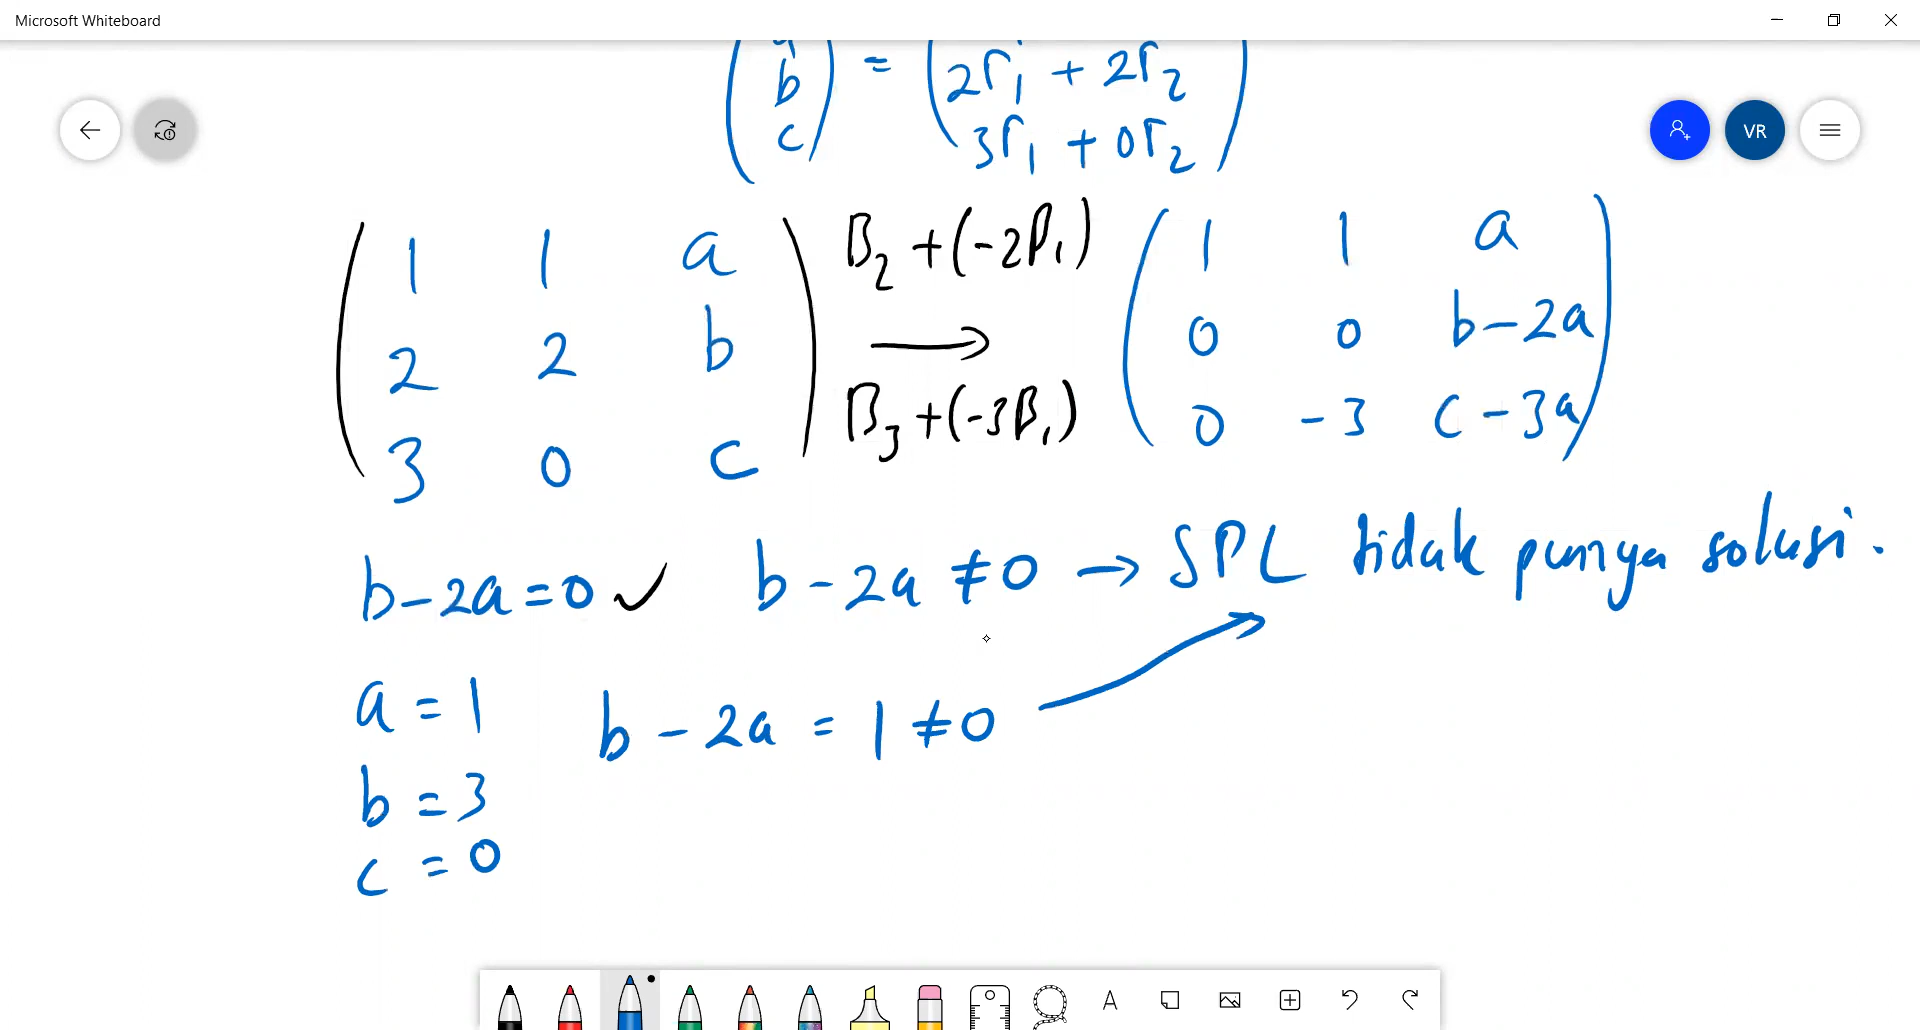 Microsoft Whiteboard
( b ) = ( 2r₁ + 2r₂ )
( c ) ( 3r₁ + 0r₂ )
VR
( 1 1 a ) B₂ + (-2B₁) ( 1 1 a )
( 2 2 b ) → ( 0 0 b - 2a )
( 3 0 c ) B₃ + (-3B₁) ( 0 -3 c - 3a )
b - 2a = 0 ✓ b - 2a ≠ 0 → SPL tidak punya solusi.
a = 1 b - 2a = 1 ≠ 0
b = 3
c = 0